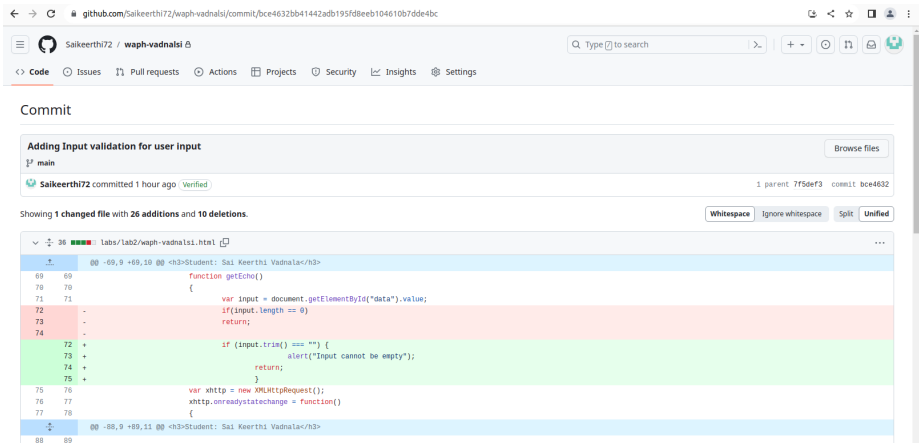 github.com/Saikeerthi72/waph-vadnalsi/commit/bce4632bb41442adb195fd8eeb104610b7dde4bc
Saikeerthi72 / waph-vadnalsi
Type / to search
Code Issues Pull requests Actions Projects Security Insights Settings
Commit
Adding Input validation for user input
Browse files
main
Saikeerthi72 committed 1 hour ago Verified
1 parent 7f5def3 commit bce4632
Showing 1 changed file with 26 additions and 10 deletions.
Whitespace Ignore whitespace Split Unified
36 labs/lab2/waph-vadnalsi.html
@@ -69,9 +69,10 @@ <h3>Student: Sai Keerthi Vadnala</h3>
69 69 function getEcho()
70 70 {
71 71 var input = document.getElementById("data").value;
72 - if(input.length == 0)
73 - return;
74 -
72 + if (input.trim() === "") {
73 + alert("Input cannot be empty");
74 + return;
75 + }
75 76 var xhttp = new XMLHttpRequest();
76 77 xhttp.onreadystatechange = function()
77 78 {
@@ -88,9 +89,11 @@ <h3>Student: Sai Keerthi Vadnala</h3>
88 89